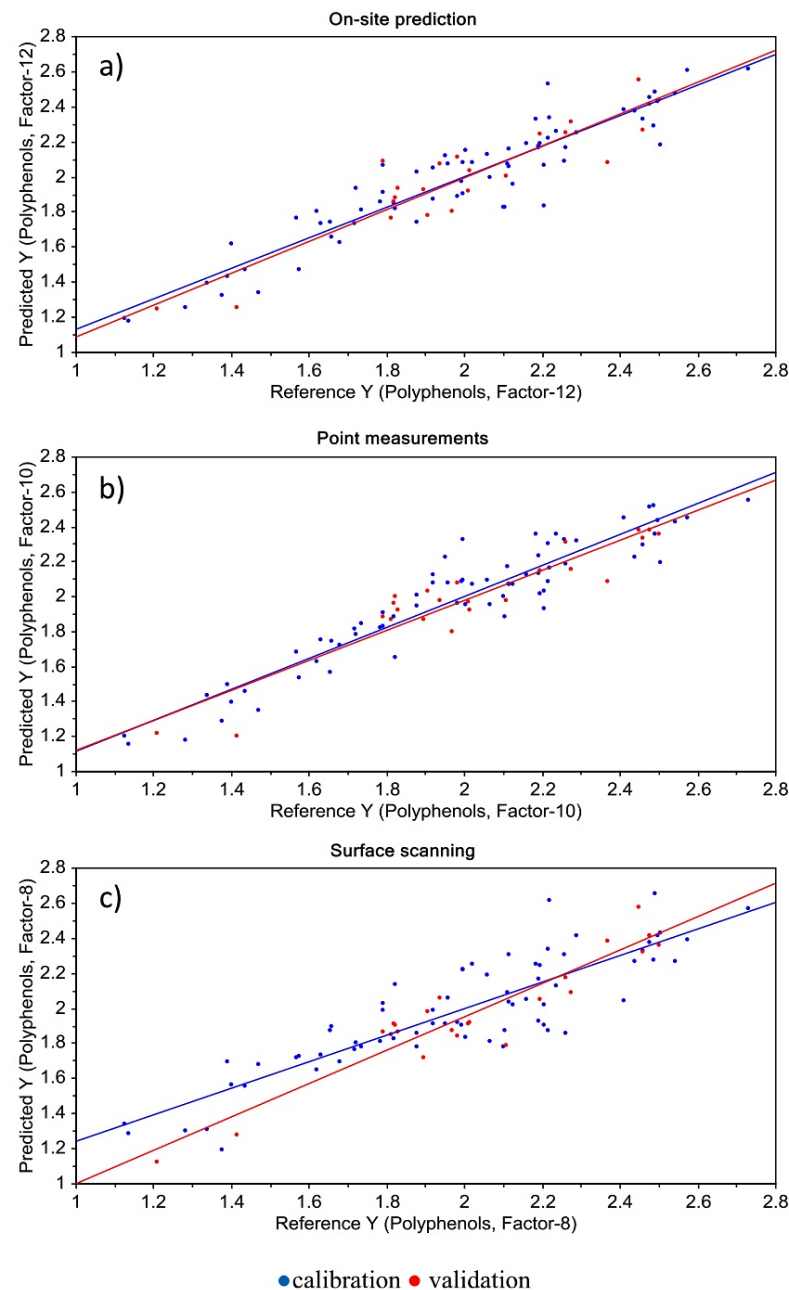 On-site prediction
a)
Predicted Y (Polyphenols, Factor-12)
2.8
2.6
2.4
2.2
2
1.8
1.6
1.4
1.2
1
1 1.2 1.4 1.6 1.8 2 2.2 2.4 2.6 2.8
Reference Y (Polyphenols, Factor-12)
Point measurements
b)
Predicted Y (Polyphenols, Factor-10)
2.8
2.6
2.4
2.2
2
1.8
1.6
1.4
1.2
1
1 1.2 1.4 1.6 1.8 2 2.2 2.4 2.6 2.8
Reference Y (Polyphenols, Factor-10)
Surface scanning
c)
Predicted Y (Polyphenols, Factor-8)
2.8
2.6
2.4
2.2
2
1.8
1.6
1.4
1.2
1
1 1.2 1.4 1.6 1.8 2 2.2 2.4 2.6 2.8
Reference Y (Polyphenols, Factor-8)
calibration validation